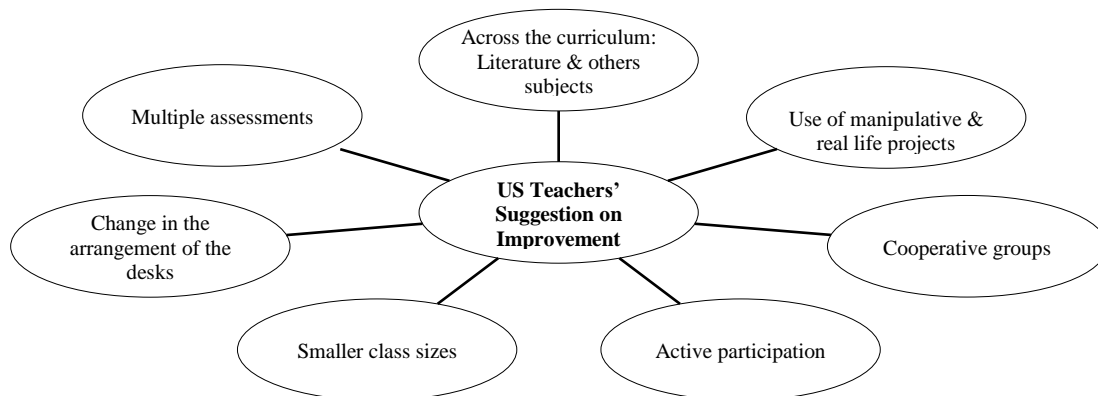 Across the curriculum:
Literature & others
subjects
Multiple assessments
Use of manipulative &
real life projects
US Teachers’
Suggestion on
Improvement
Change in the
arrangement of the
desks
Cooperative groups
Smaller class sizes
Active participation